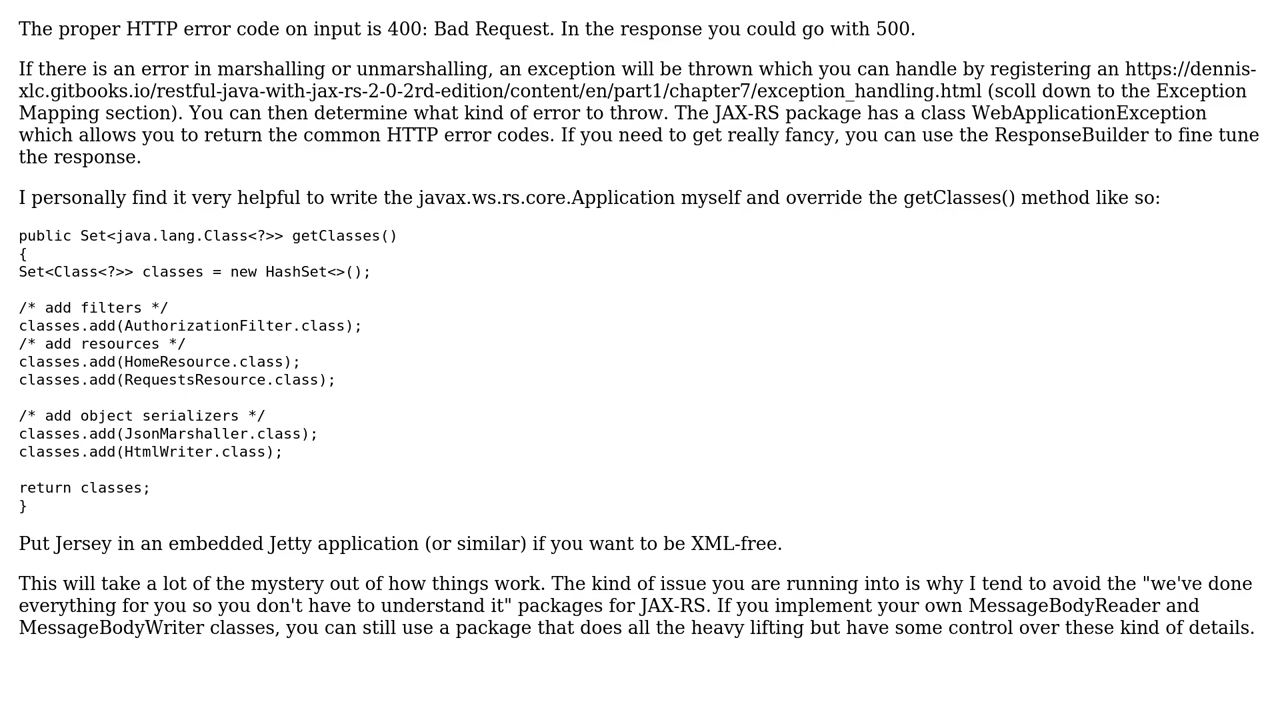 The proper HTTP error code on input is 400: Bad Request. In the response you could go with 500.
If there is an error in marshalling or unmarshalling, an exception will be thrown which you can handle by registering an https://dennis-
xlc.gitbooks.io/restful-java-with-jax-rs-2-0-2rd-edition/content/en/part1/chapter7/exception_handling.html (scoll down to the Exception
Mapping section). You can then determine what kind of error to throw. The JAX-RS package has a class WebApplicationException
which allows you to return the common HTTP error codes. If you need to get really fancy, you can use the ResponseBuilder to fine tune
the response.
I personally find it very helpful to write the javax.ws.rs.core.Application myself and override the getClasses() method like so:
public Set<java.lang.Class<?>> getClasses()
{
Set<Class<?>> classes = new HashSet<>();
/* add filters */
classes.add(AuthorizationFilter.class);
/* add resources */
classes.add(HomeResource.class);
classes.add(RequestsResource.class);
/* add object serializers */
classes.add(JsonMarshaller.class);
classes.add(HtmlWriter.class);
return classes;
}
Put Jersey in an embedded Jetty application (or similar) if you want to be XML-free.
This will take a lot of the mystery out of how things work. The kind of issue you are running into is why I tend to avoid the "we've done
everything for you so you don't have to understand it" packages for JAX-RS. If you implement your own MessageBodyReader and
MessageBodyWriter classes, you can still use a package that does all the heavy lifting but have some control over these kind of details.